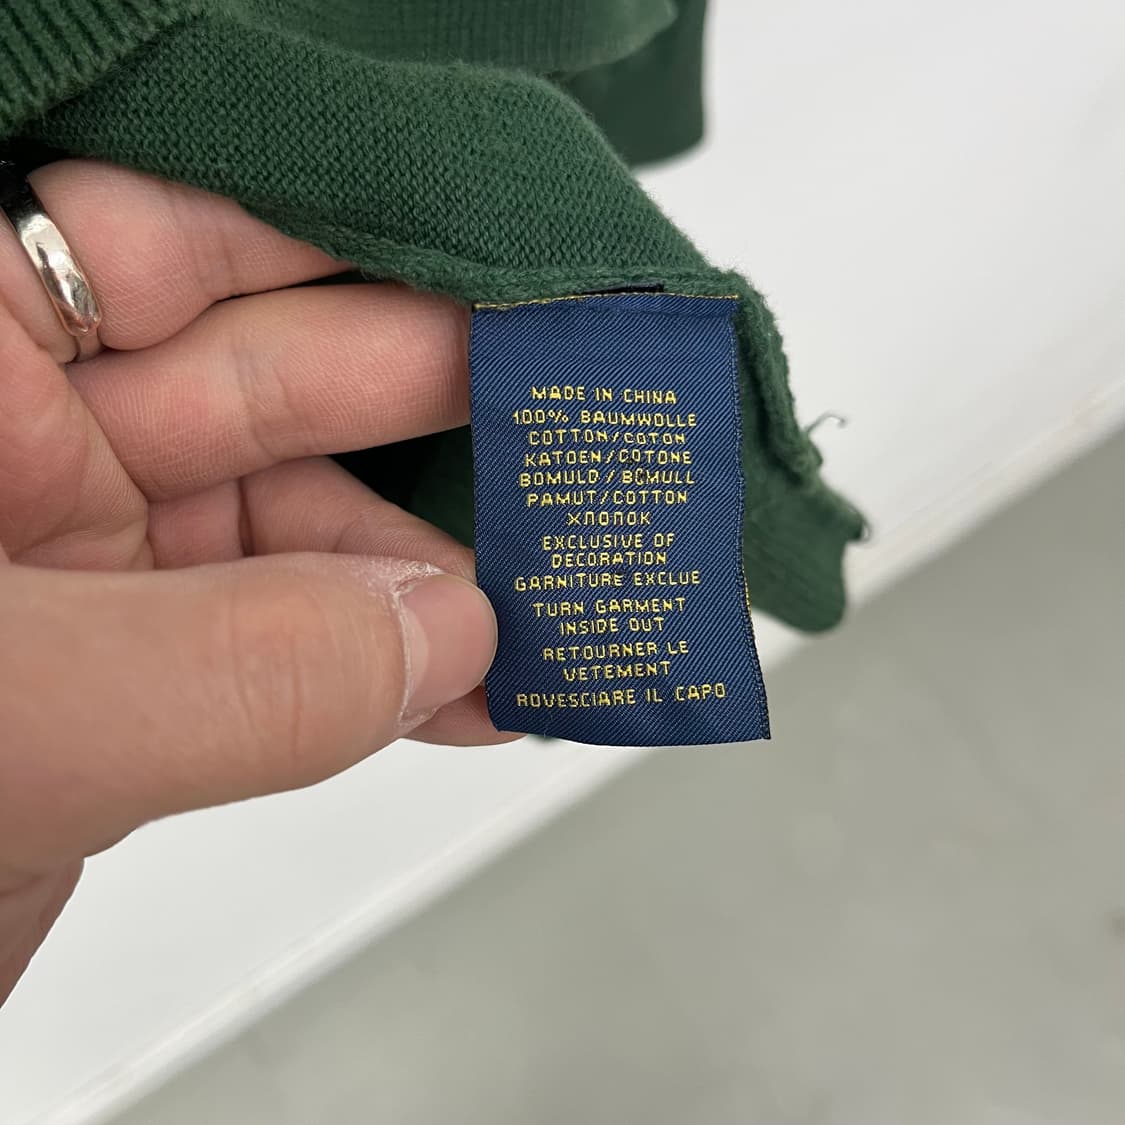 MADE IN CHINA
100% BAUMWOLLE
COTTON/COTON
KATOEN/COTONE
BOMULD/BOMULL
PAMUT/COTTON
ХЛОПОК
EXCLUSIVE OF
DECORATION
GARNITURE EXCLUE
TURN GARMENT
INSIDE OUT
RETOURNER LE
VETEMENT
ROVESCIARE IL CAPO